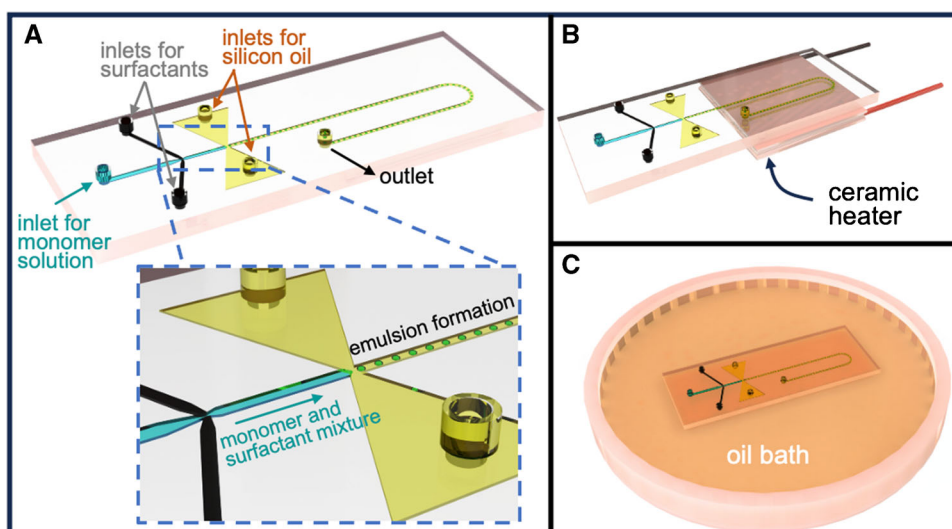 A
inlets for
surfactants
inlets for
silicon oil
outlet
inlet for
monomer
solution
emulsion formation
monomer and
surfactant mixture
B
ceramic
heater
C
oil bath